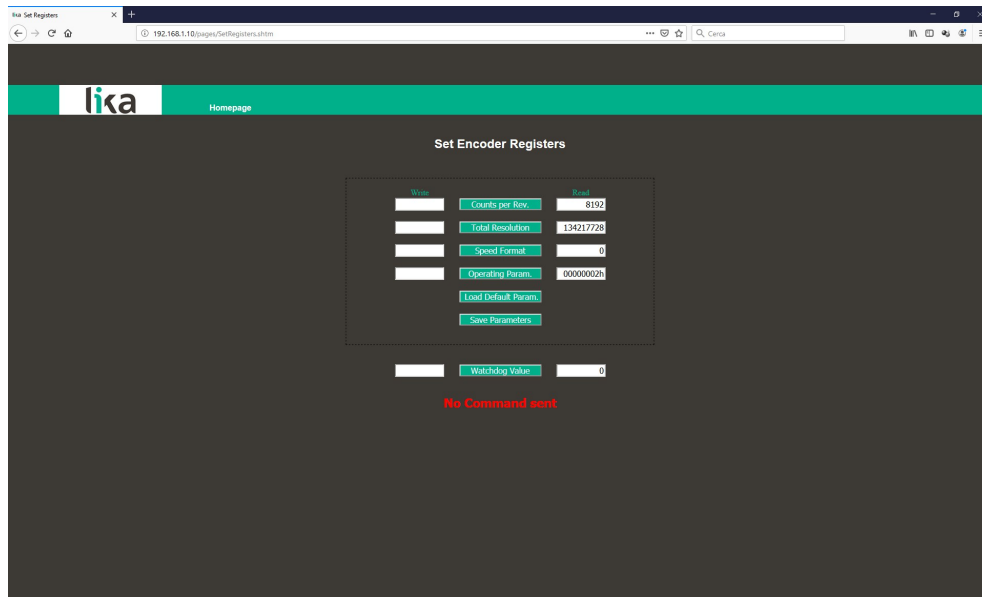 lika Set Registers
192.168.1.10/pages/SetRegisters.shtm
Cerca
lika
Homepage
Set Encoder Registers
Write Read
Counts per Rev. 8192
Total Resolution 134217728
Speed Format 0
Operating Param. 00000002h
Load Default Param.
Save Parameters
Watchdog Value 0
No Command sent